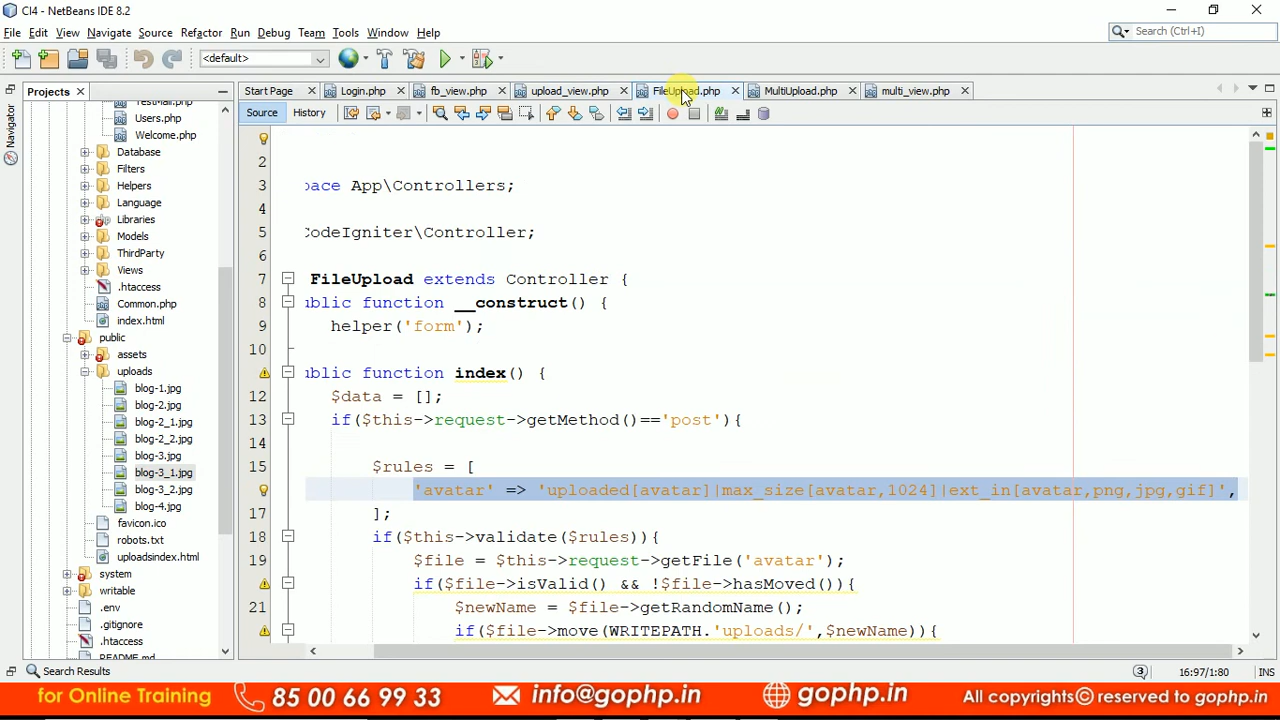 CI4 - NetBeans IDE 8.2
File Edit View Navigate Source Refactor Run Debug Team Tools Window Help
Search (Ctrl+I)
<default>
Projects
Start Page Login.php fb_view.php upload_view.php FileUpload.php MultiUpload.php multi_view.php
Source History
Navigator
Users.php
Welcome.php
Database
Filters
Helpers
Language
Libraries
Models
ThirdParty
Views
.htaccess
Common.php
index.html
public
assets
uploads
blog-1.jpg
blog-2.jpg
blog-2_1.jpg
blog-2_2.jpg
blog-3.jpg
blog-3_1.jpg
blog-3_2.jpg
blog-4.jpg
favicon.ico
robots.txt
uploadsindex.html
system
writable
.env
.gitignore
.htaccess
README.md
2
3 pace App\Controllers;
4
5 CodeIgniter\Controller;
6
7 FileUpload extends Controller {
8 ublic function __construct() {
9 helper('form');
10
ublic function index() {
12 $data = [];
13 if($this->request->getMethod()=='post'){
14
15 $rules = [
'avatar' => 'uploaded[avatar]|max_size[avatar,1024]|ext_in[avatar,png,jpg,gif]',
17 ];
18 if($this->validate($rules)){
19 $file = $this->request->getFile('avatar');
if($file->isValid() && !$file->hasMoved()){
21 $newName = $file->getRandomName();
if($file->move(WRITEPATH.'uploads/',$newName)){
Search Results
3 16:97/1:80 INS
for Online Training 85 00 66 99 33 info@gophp.in gophp.in All copyrights© reserved to gophp.in